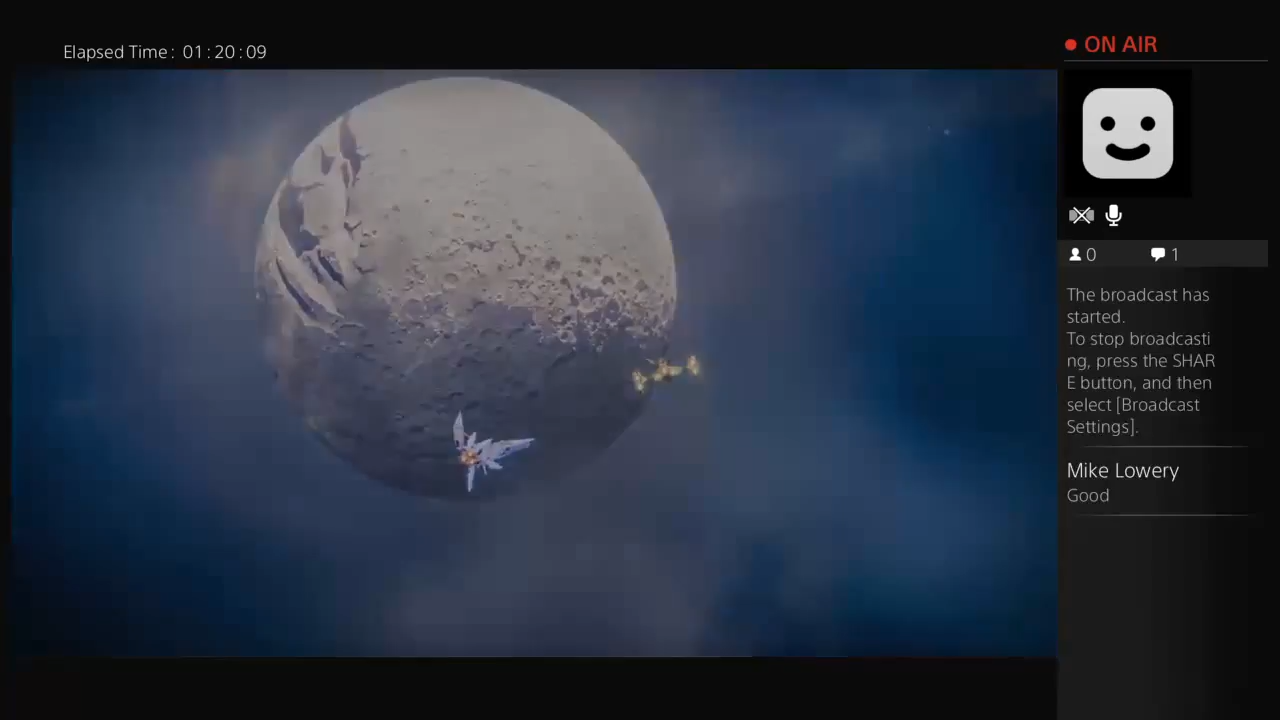 Elapsed Time: 01:20:09
ON AIR
0 1
The broadcast has
started.
To stop broadcasti
ng, press the SHAR
E button, and then
select [Broadcast
Settings].
Mike Lowery
Good